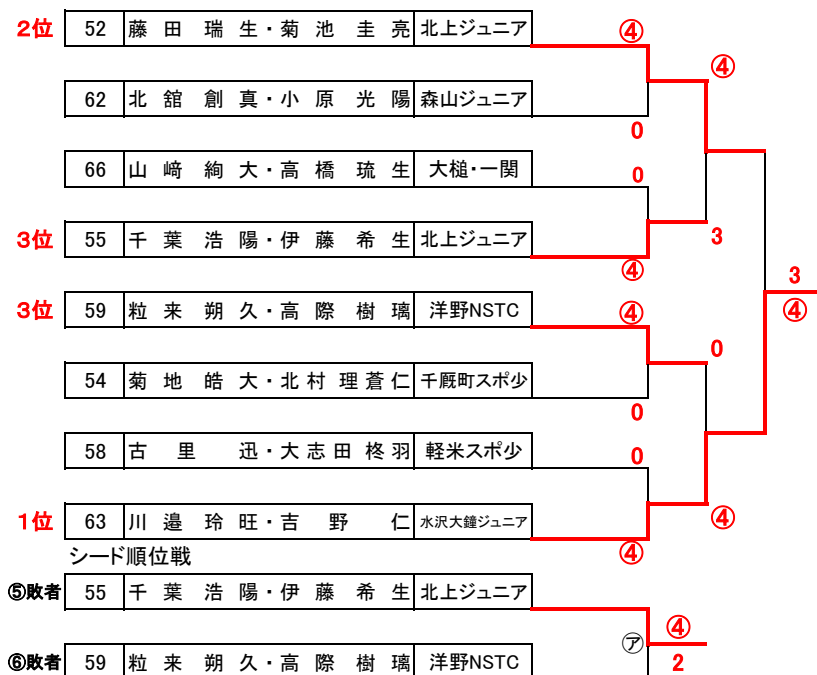 2位 52 藤田瑞生・菊池圭亮 北上ジュニア ④
④
62 北舘創真・小原光陽 森山ジュニア
0
66 山﨑絢大・高橋琉生 大槌・一関 0
3位 55 千葉浩陽・伊藤希生 北上ジュニア 3
④
3
3位 59 粒来朔久・高際樹璃 洋野NSTC ④ ④
0
54 菊地皓大・北村理蒼仁 千厩町スポ少
0
58 古里迅・大志田柊羽 軽米スポ少 0
1位 63 川邉玲旺・吉野仁 水沢大鐘ジュニア ④
④
シード順位戦
⑤敗者 55 千葉浩陽・伊藤希生 北上ジュニア
㋐ ④
⑥敗者 59 粒来朔久・高際樹璃 洋野NSTC 2